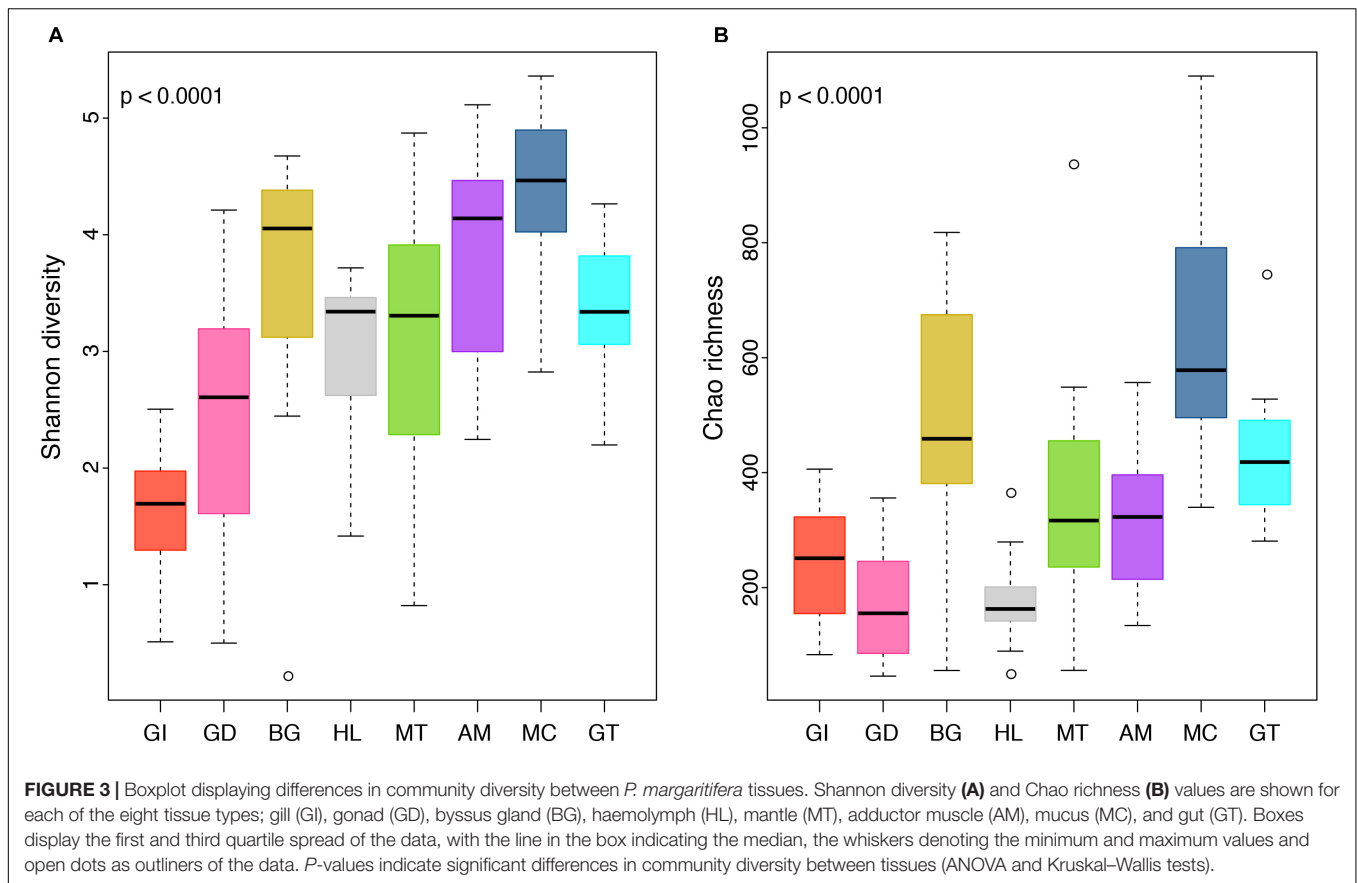 A
p < 0.0001
Shannon diversity
5
4
3
2
1
GI GD BG HL MT AM MC GT
B
p < 0.0001
Chao richness
1000
800
600
400
200
GI GD BG HL MT AM MC GT
FIGURE 3 | Boxplot displaying differences in community diversity between P. margaritifera tissues. Shannon diversity (A) and Chao richness (B) values are shown for
each of the eight tissue types; gill (GI), gonad (GD), byssus gland (BG), haemolymph (HL), mantle (MT), adductor muscle (AM), mucus (MC), and gut (GT). Boxes
display the first and third quartile spread of the data, with the line in the box indicating the median, the whiskers denoting the minimum and maximum values and
open dots as outliners of the data. P-values indicate significant differences in community diversity between tissues (ANOVA and Kruskal–Wallis tests).